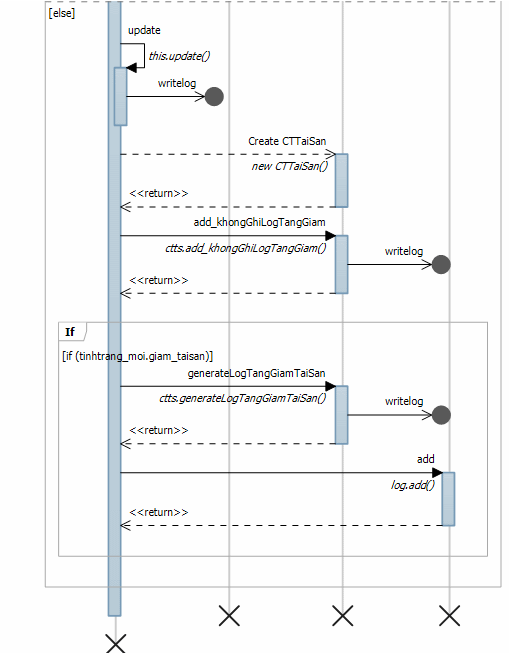 [else]
update
this.update()
writelog
Create CTTaiSan
new CTTaiSan()
<<return>>
add_khongGhiLogTangGiam
ctts.add_khongGhiLogTangGiam()
writelog
<<return>>
If
[if (tinhtrang_moi.giam_taisan)]
generateLogTangGiamTaiSan
ctts.generateLogTangGiamTaiSan()
writelog
<<return>>
add
log.add()
<<return>>